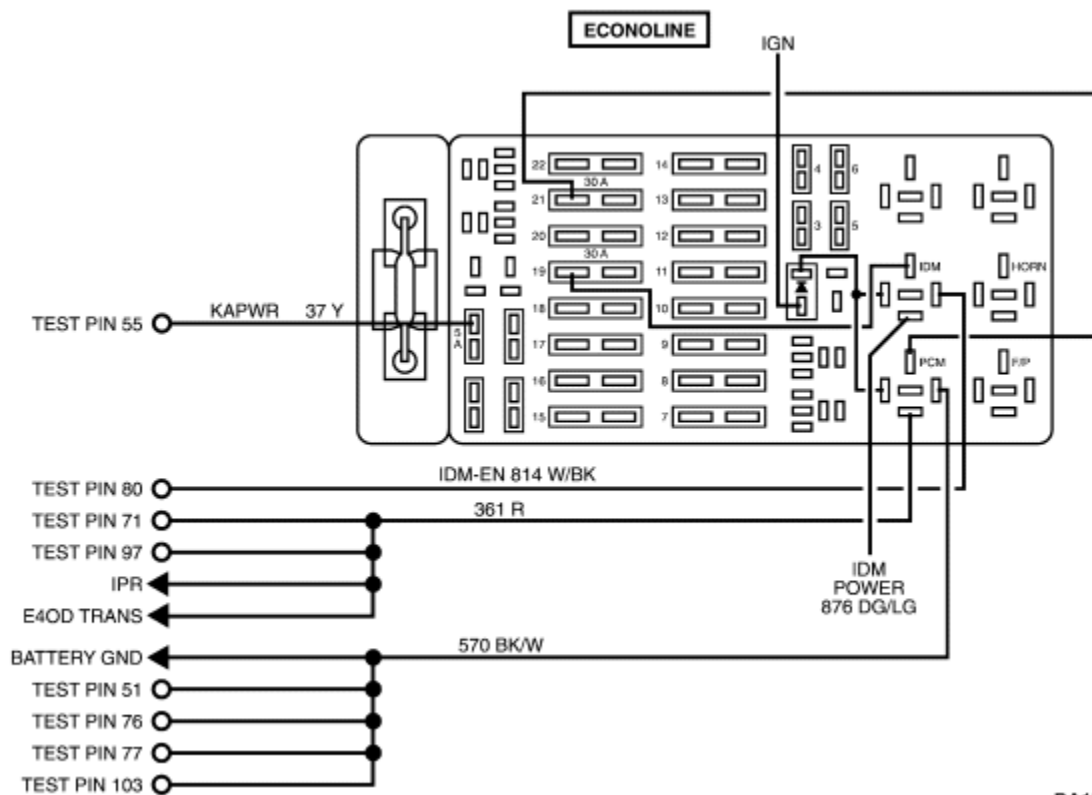 ECONOLINE
IGN
22
30 A
21
20
30 A
19
18
17
16
15
14
13
12
11
10
9
8
7
4
6
3
5
IDM
HORN
PCM
F/P
TEST PIN 55
KAPWR 37 Y
5
A
TEST PIN 80
IDM-EN 814 W/BK
TEST PIN 71
361 R
TEST PIN 97
IPR
E4OD TRANS
IDM
POWER
876 DG/LG
BATTERY GND
570 BK/W
TEST PIN 51
TEST PIN 76
TEST PIN 77
TEST PIN 103